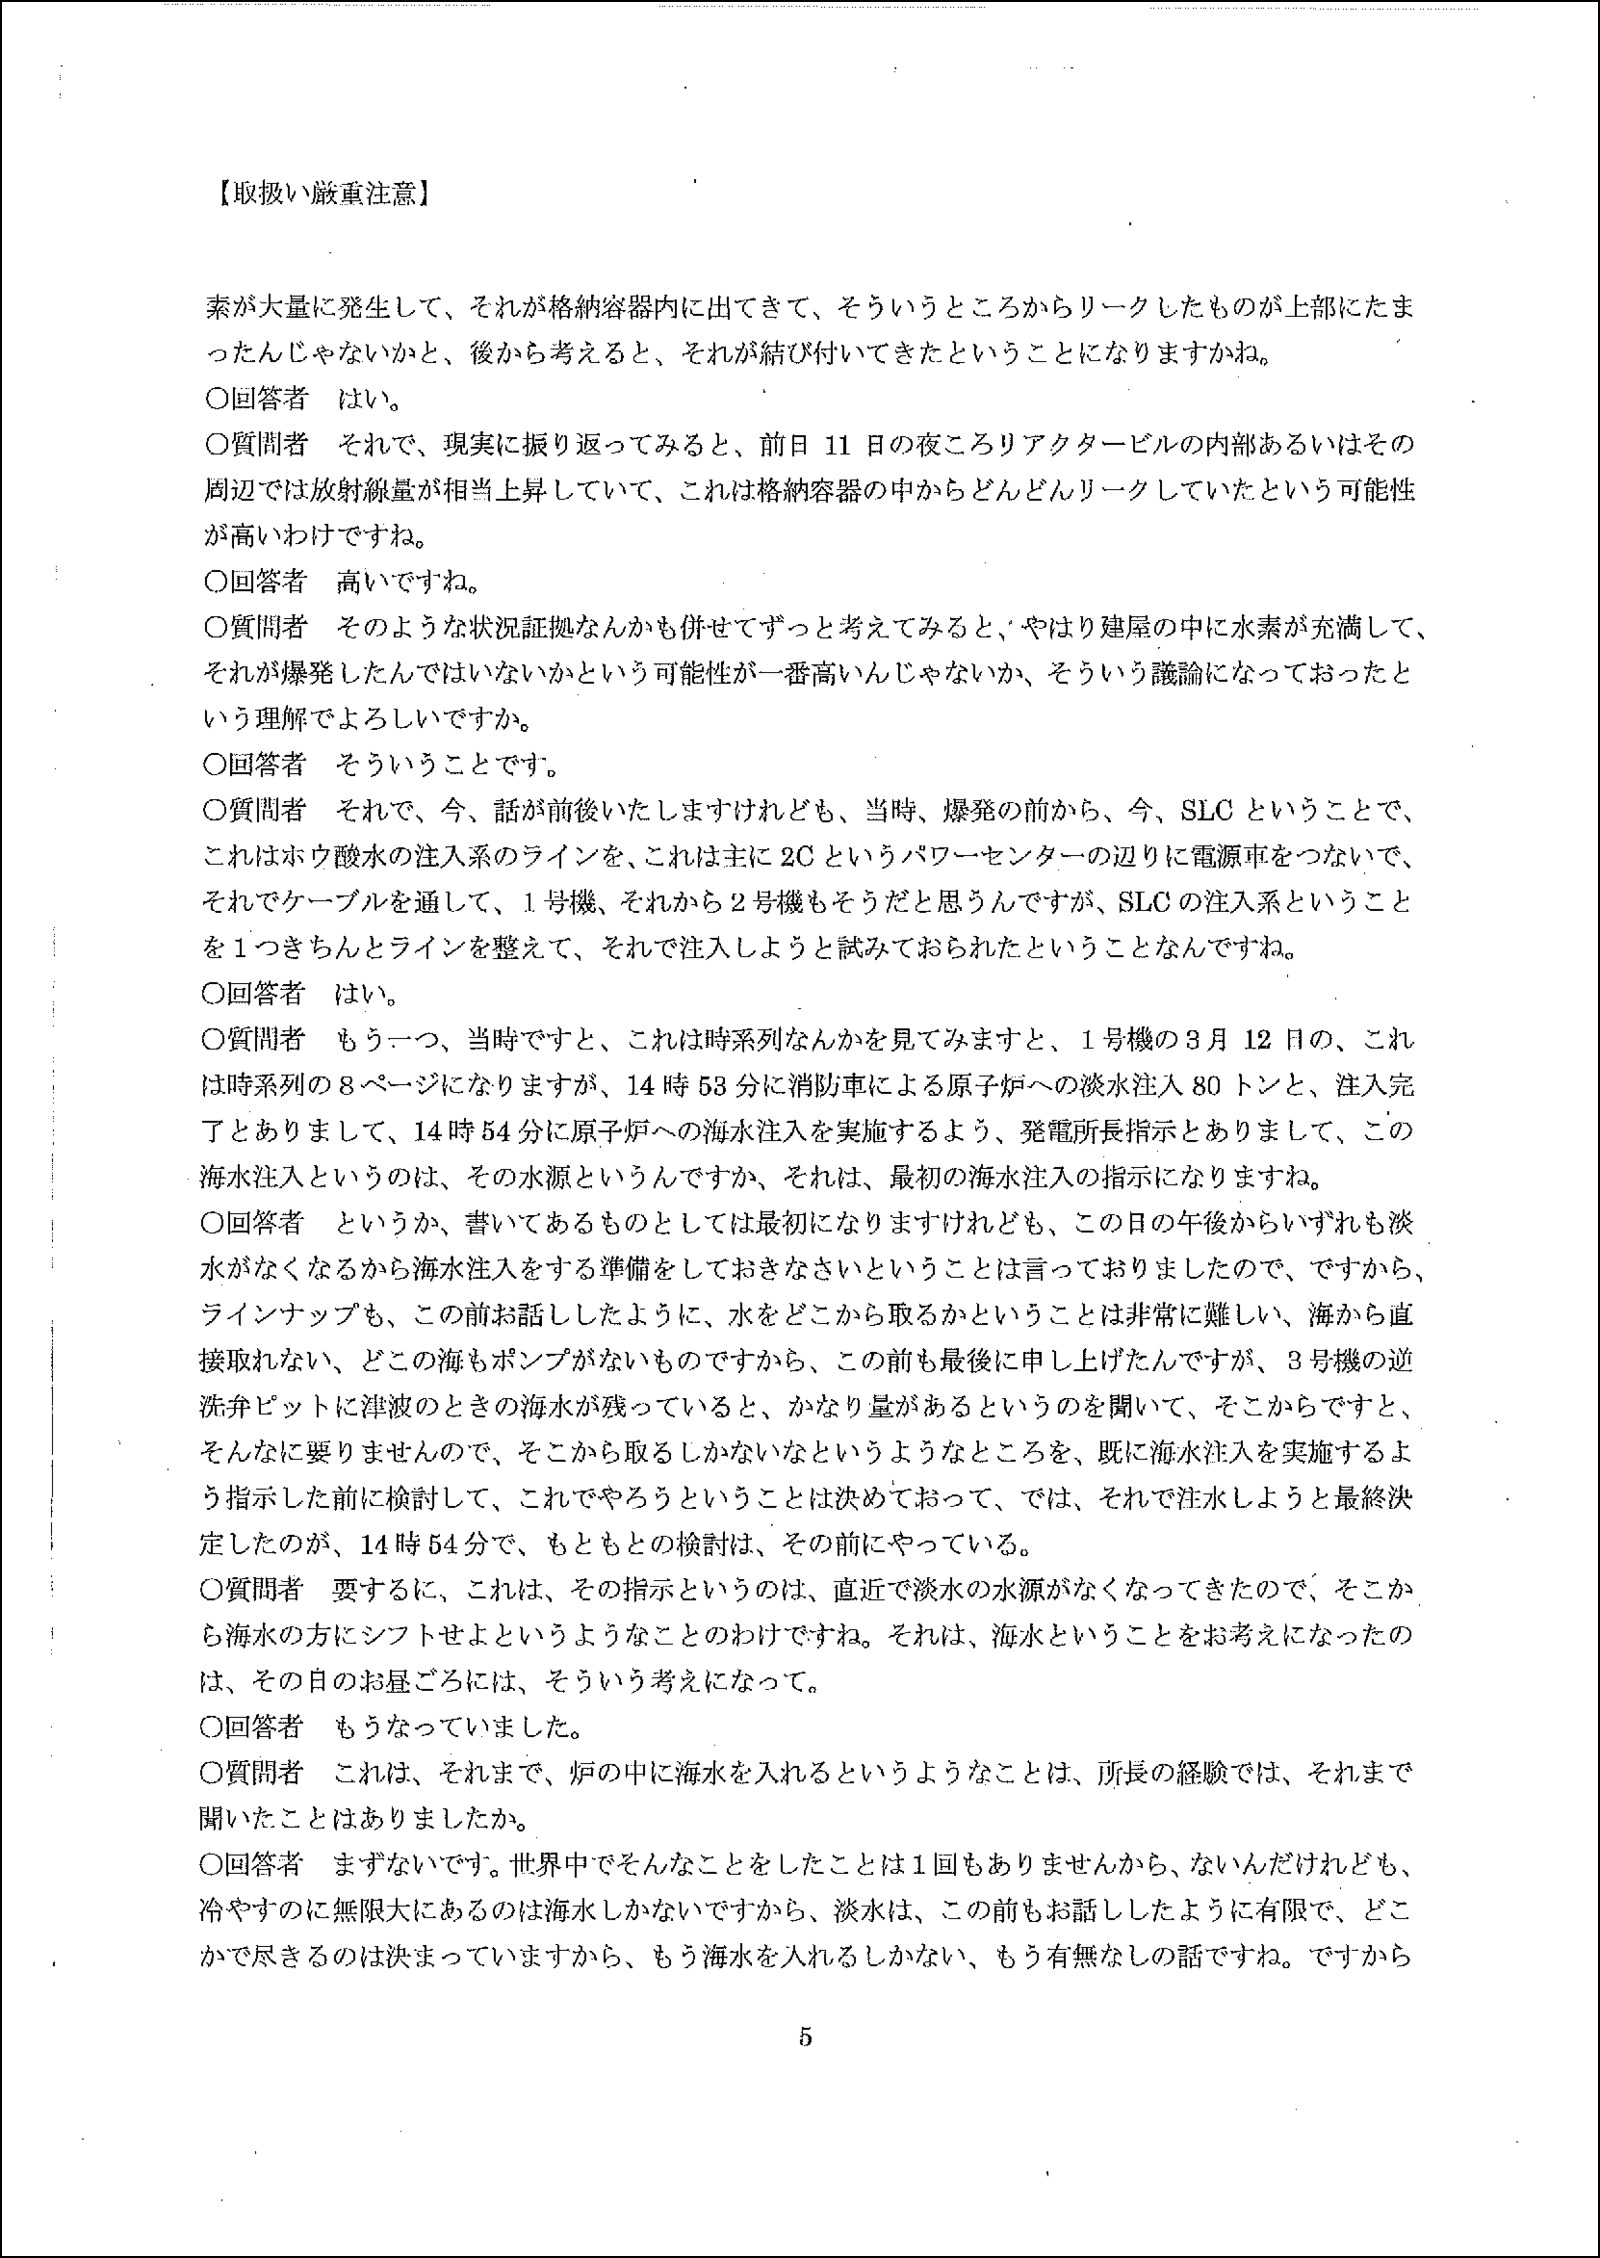 【取扱い厳重注意】
素が大量に発生して、それが格納容器内に出てきて、そういうところからリークしたものが上部にたま
ったんじゃないかと、後から考えると、それが結び付いてきたということになりますかね。
○回答者　はい。
○質問者　それで、現実に振り返ってみると、前日 11 日の夜ころリアクタービルの内部あるいはその
周辺では放射線量が相当上昇していて、これは格納容器の中からどんどんリークしていたという可能性
が高いわけですね。
○回答者　高いですね。
○質問者　そのような状況証拠なんかも併せてずっと考えてみると、やはり建屋の中に水素が充満して、
それが爆発したんではいないかという可能性が一番高いんじゃないか、そういう議論になっておったと
いう理解でよろしいですか。
○回答者　そういうことです。
○質問者　それで、今、話が前後いたしますけれども、当時、爆発の前から、今、SLC ということで、
これはホウ酸水の注入系のラインを、これは主に 2C というパワーセンターの辺りに電源車をつないで、
それでケーブルを通して、１号機、それから２号機もそうだと思うんですが、SLC の注入系ということ
を１つきちんとラインを整えて、それで注入しようと試みておられたということなんですね。
○回答者　はい。
○質問者　もう一つ、当時ですと、これは時系列なんかを見てみますと、１号機の３月 12 日の、これ
は時系列の８ページになりますが、14 時 53 分に消防車による原子炉への淡水注入 80 トンと、注入完
了とありまして、14 時 54 分に原子炉への海水注入を実施するよう、発電所長指示とありまして、この
海水注入というのは、その水源というんですか、それは、最初の海水注入の指示になりますね。
○回答者　というか、書いてあるものとしては最初になりますけれども、この日の午後からいずれも淡
水がなくなるから海水注入をする準備をしておきなさいということは言っておりましたので、ですから、
ラインナップも、この前お話ししたように、水をどこから取るかということは非常に難しい、海から直
接取れない、どこの海もポンプがないものですから、この前も最後に申し上げたんですが、３号機の逆
洗弁ピットに津波のときの海水が残っていると、かなり量があるというのを聞いて、そこからですと、
そんなに要りませんので、そこから取るしかないなというようなところを、既に海水注入を実施するよ
う指示した前に検討して、これでやろうということは決めておって、では、それで注水しようと最終決
定したのが、14 時 54 分で、もともとの検討は、その前にやっている。
○質問者　要するに、これは、その指示というのは、直近で淡水の水源がなくなってきたので、そこか
ら海水の方にシフトせよというようなことのわけですね。それは、海水ということをお考えになったの
は、その日のお昼ごろには、そういう考えになって。
○回答者　もうなっていました。
○質問者　これは、それまで、炉の中に海水を入れるというようなことは、所長の経験では、それまで
聞いたことはありましたか。
○回答者　まずないです。世界中でそんなことをしたことは１回もありませんから、ないんだけれども、
冷やすのに無限大にあるのは海水しかないですから、淡水は、この前もお話ししたように有限で、どこ
かで尽きるのは決まっていますから、もう海水を入れるしかない、もう有無なしの話ですね。ですから
5